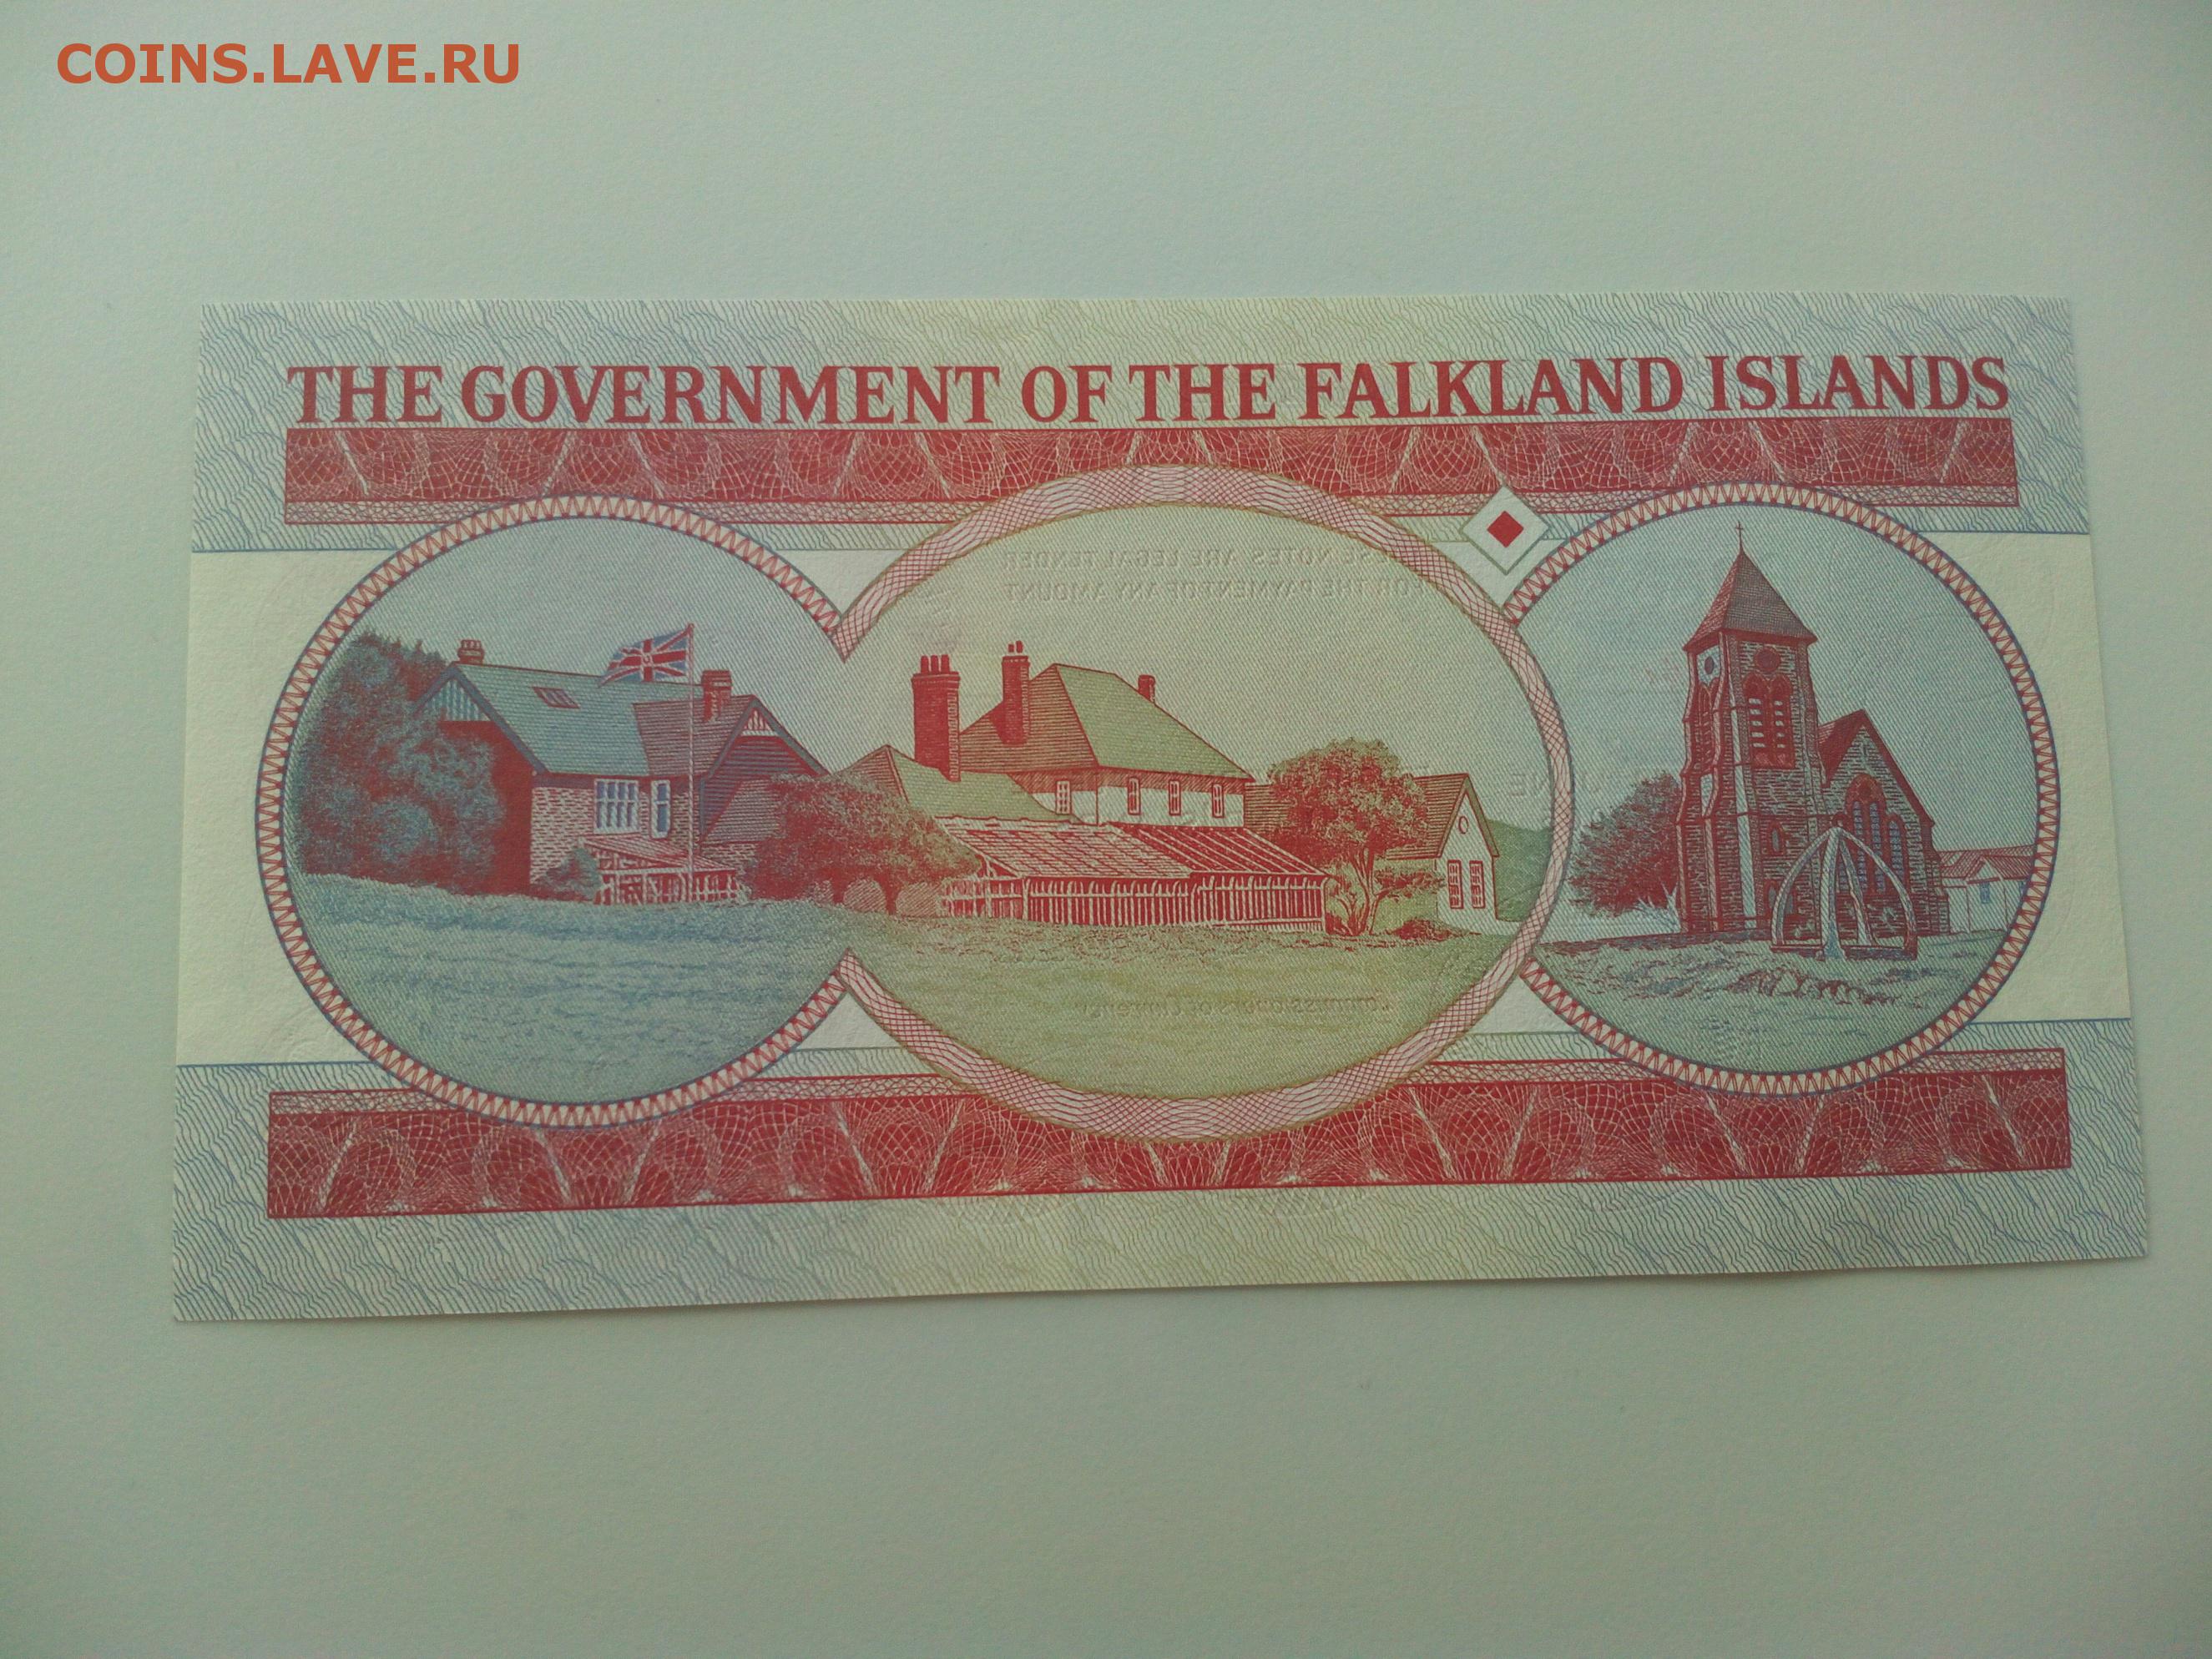 COINS.LAVE.RU
THE GOVERNMENT OF THE FALKLAND ISLANDS